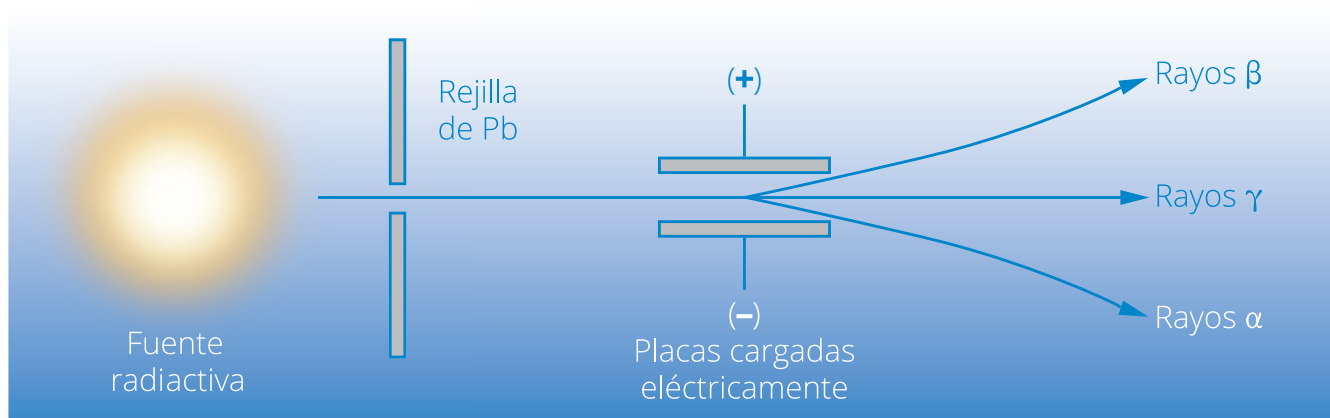 Fuente
radiactiva
Rejilla
de Pb
(+)
(−)
Placas cargadas
eléctricamente
Rayos β
Rayos γ
Rayos α